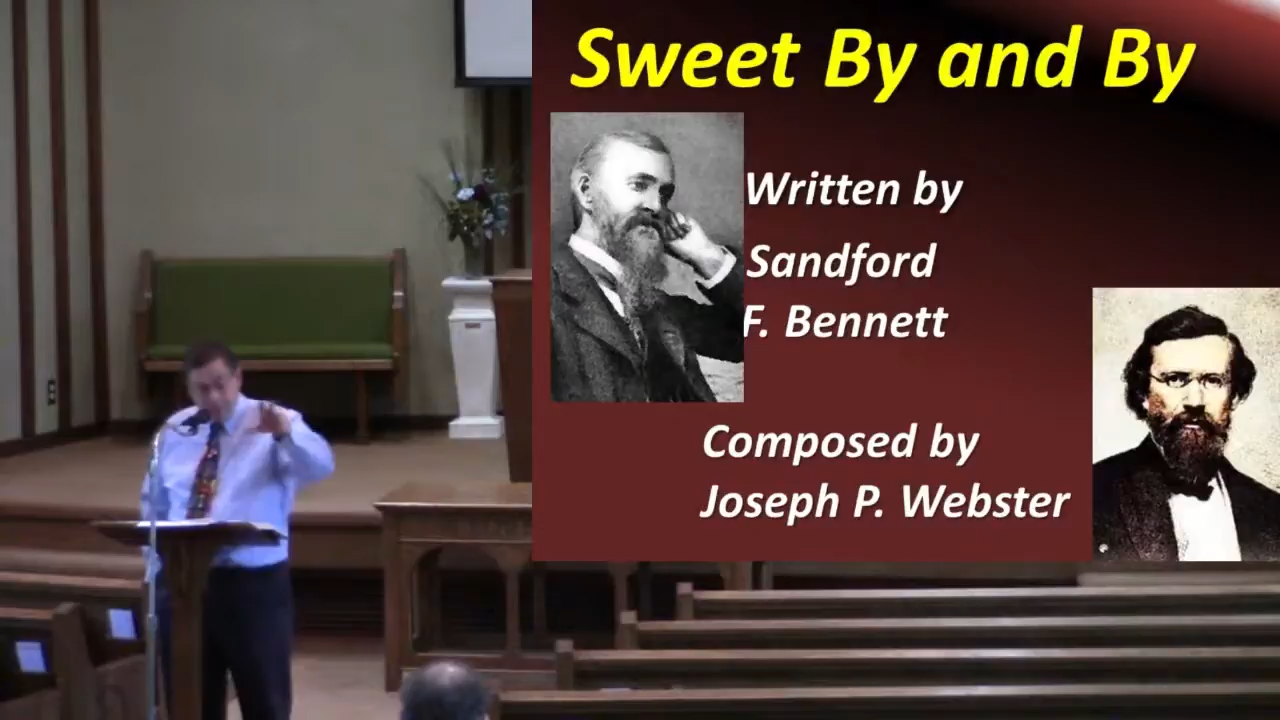 Sweet By and By
Written by
Sandford
F. Bennett
Composed by
Joseph P. Webster